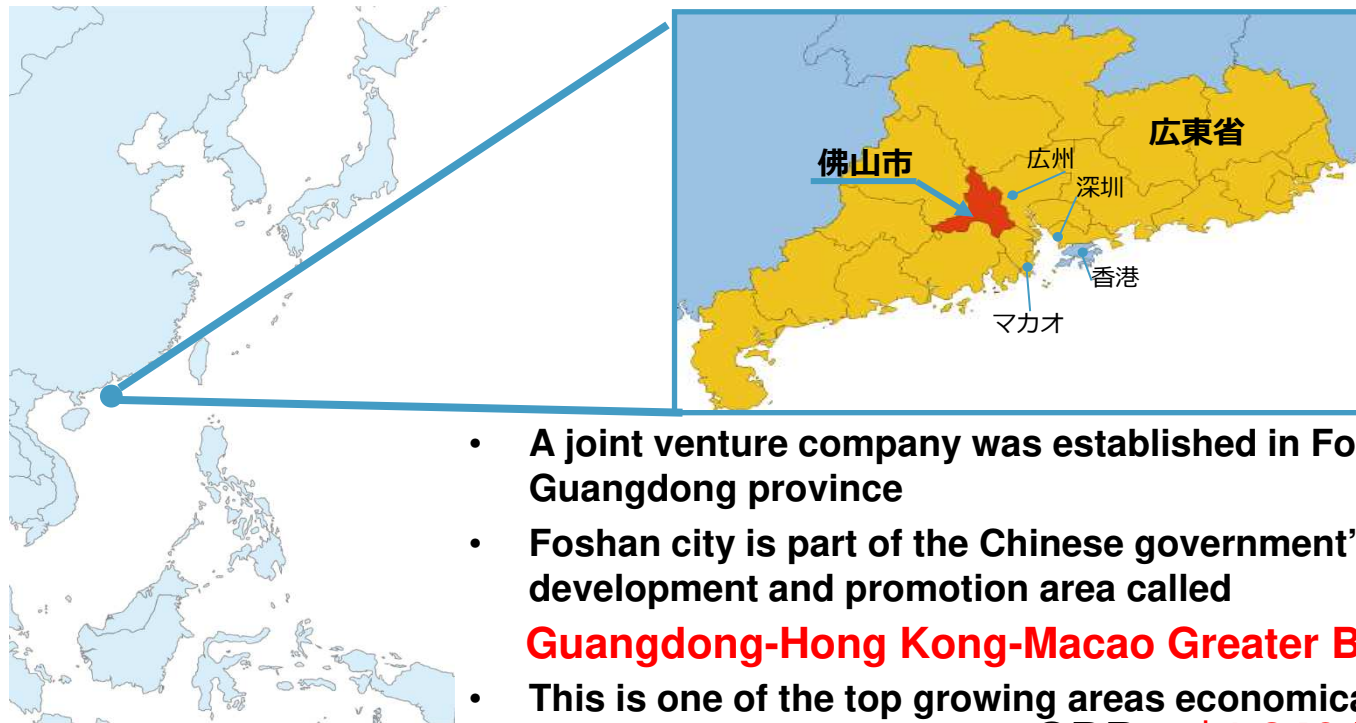 広東省
佛山市
広州
深圳
香港
マカオ
• A joint venture company was established in Fo
Guangdong province
• Foshan city is part of the Chinese government’
development and promotion area called
Guangdong-Hong Kong-Macao Greater B
• This is one of the top growing areas economica